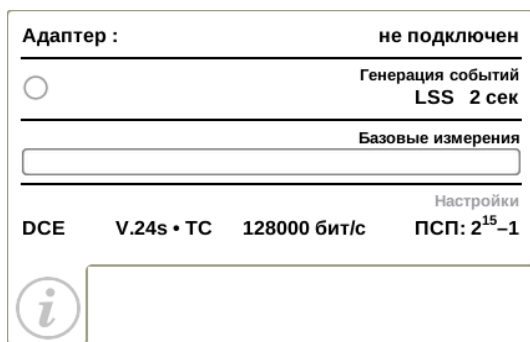 Адаптер : не подключен
Генерация событий
LSS 2 сек
Базовые измерения
Настройки
DCE V.24s • TC 128000 бит/с ПСП: 2¹⁵–1
i